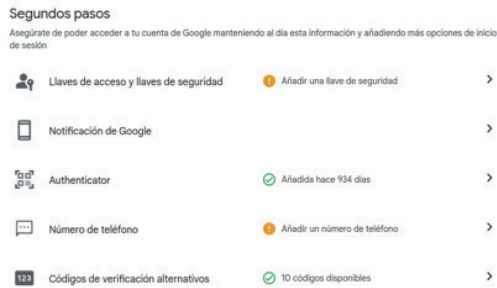 Segundos pasos
Asegúrate de poder acceder a tu cuenta de Google manteniendo al día esta información y añadiendo más opciones de inicio
de sesión
Llaves de acceso y llaves de seguridad
Añadir una llave de seguridad
Notificación de Google
Authenticator
Añadida hace 934 días
Número de teléfono
Añadir un número de teléfono
123
Códigos de verificación alternativos
10 códigos disponibles